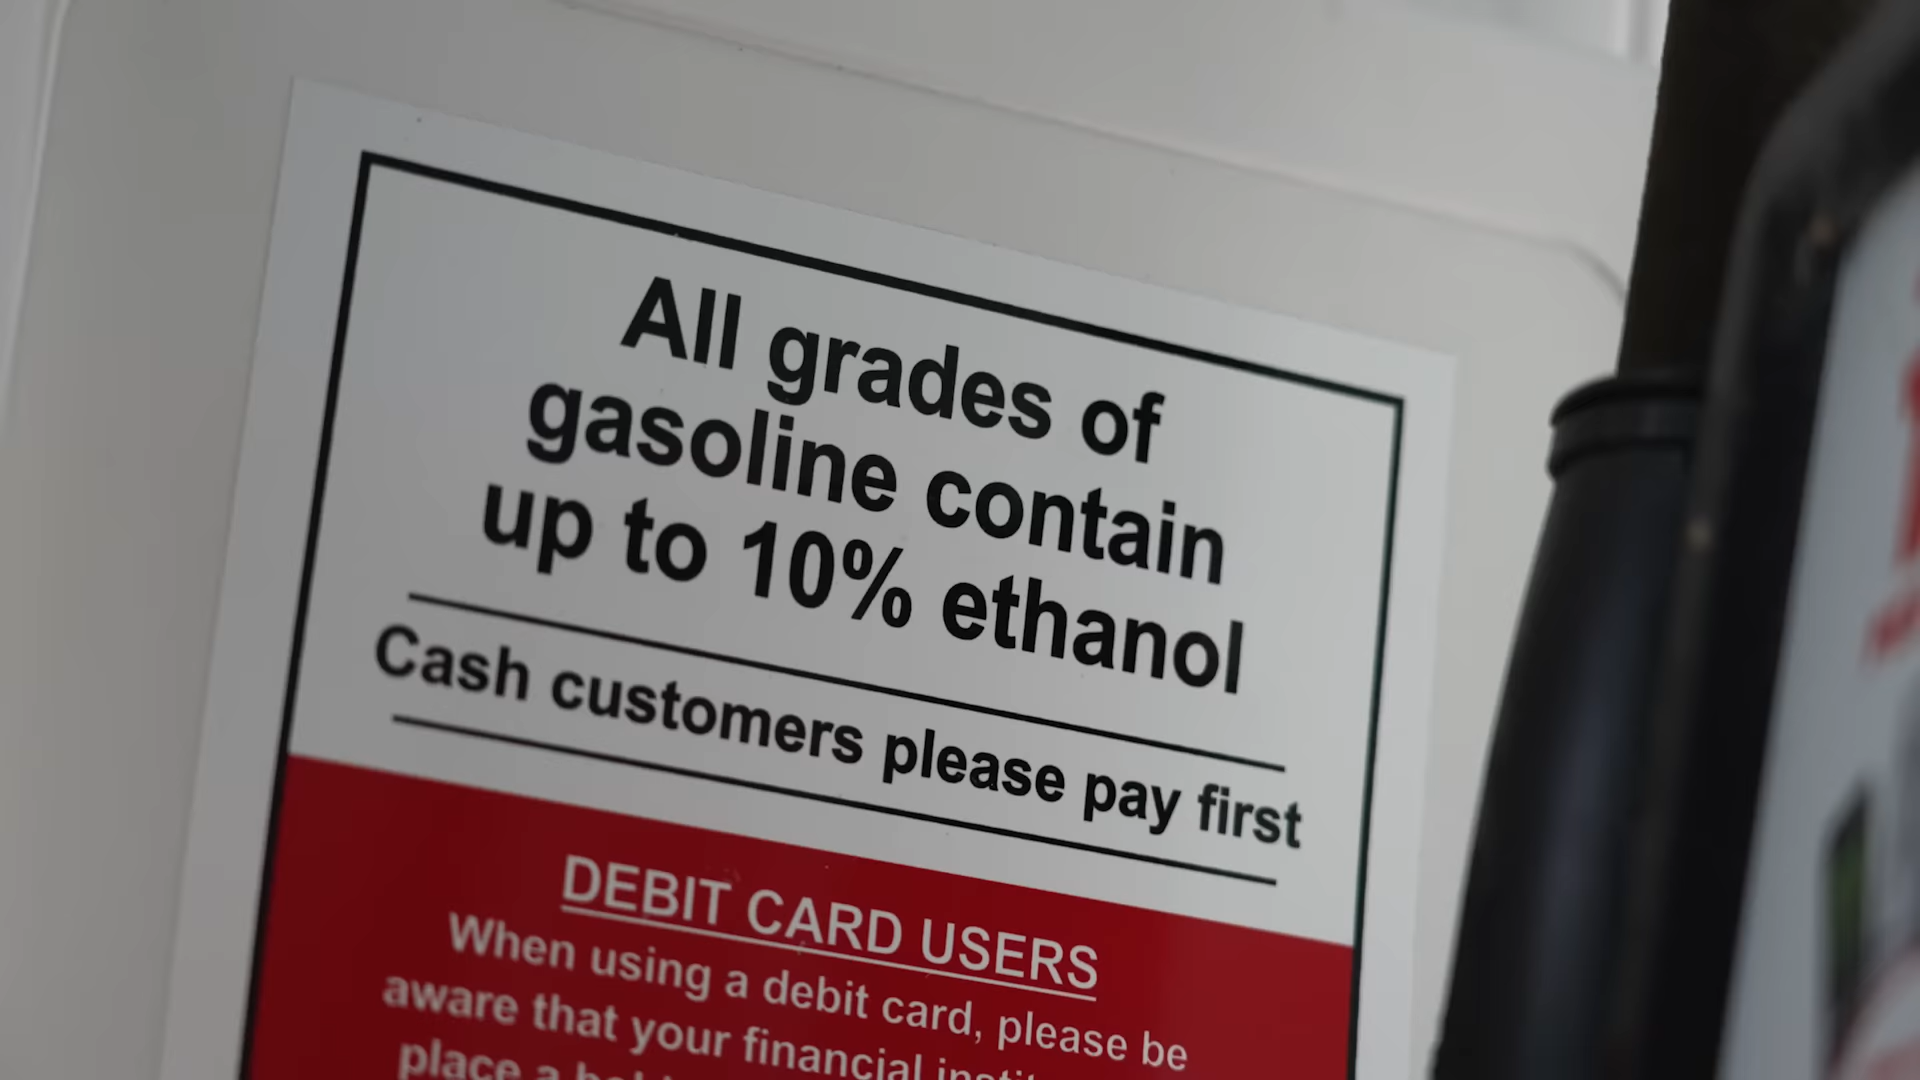 All grades of
gasoline contain
up to 10% ethanol
Cash customers please pay first
DEBIT CARD USERS
When using a debit card, please be
aware that your financial
place a